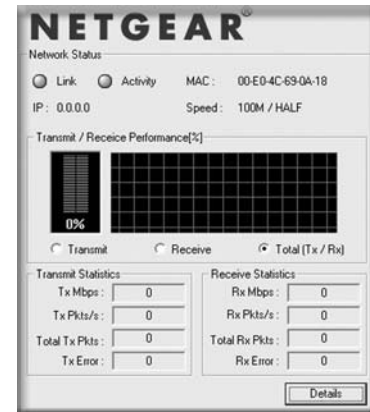 NETGEAR®
Network Status
Link Activity MAC : 00-E0-4C-69-0A-18
IP : 0.0.0.0 Speed : 100M / HALF
Transmit / Receice Performance[%]
0%
Transmit Receive Total (Tx / Rx)
Transmit Statistics Receive Statistics
Tx Mbps : 0 Rx Mbps : 0
Tx Pkts/s : 0 Rx Pkts/s : 0
Total Tx Pkts : 0 Total Rx Pkts : 0
Tx Error : 0 Rx Error : 0
Details